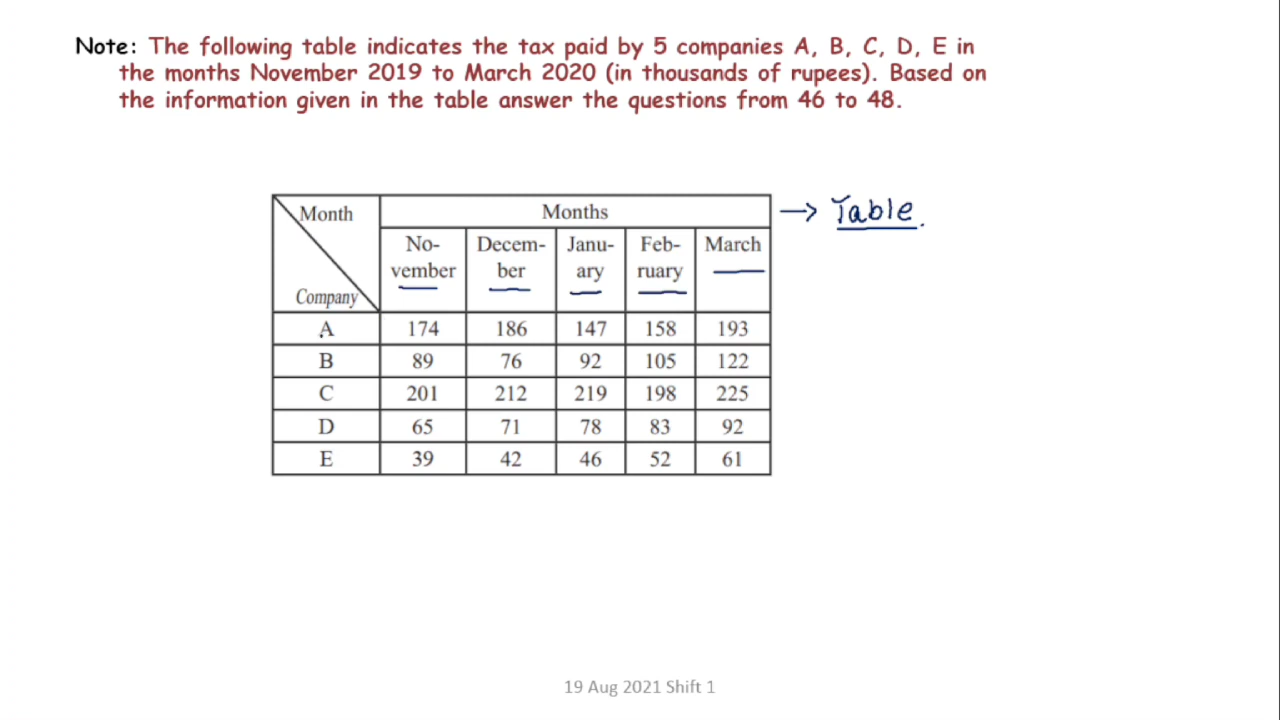 Note: The following table indicates the tax paid by 5 companies A, B, C, D, E in
the months November 2019 to March 2020 (in thousands of rupees). Based on
the information given in the table answer the questions from 46 to 48.
Month Months → Table.
No- Decem- Janu- Feb- March
vember ber ary ruary
Company
A 174 186 147 158 193
B 89 76 92 105 122
C 201 212 219 198 225
D 65 71 78 83 92
E 39 42 46 52 61
19 Aug 2021 Shift 1